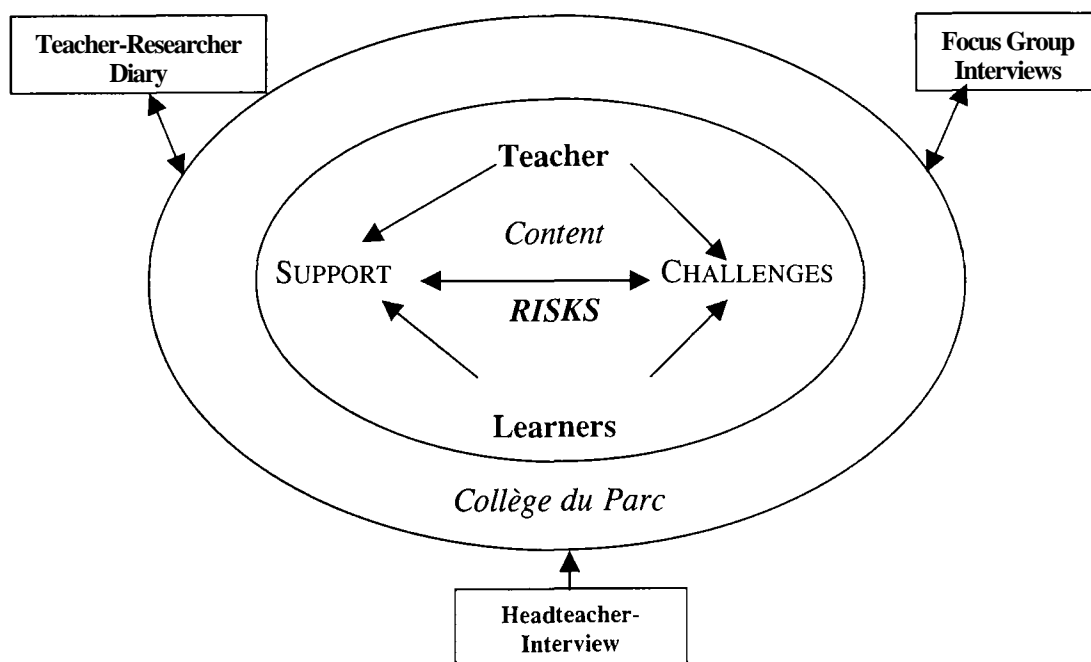 Teacher-Researcher
Diary
Focus Group
Interviews
Teacher
Content
SUPPORT
CHALLENGES
RISKS
Learners
Collège du Parc
Headteacher-
Interview